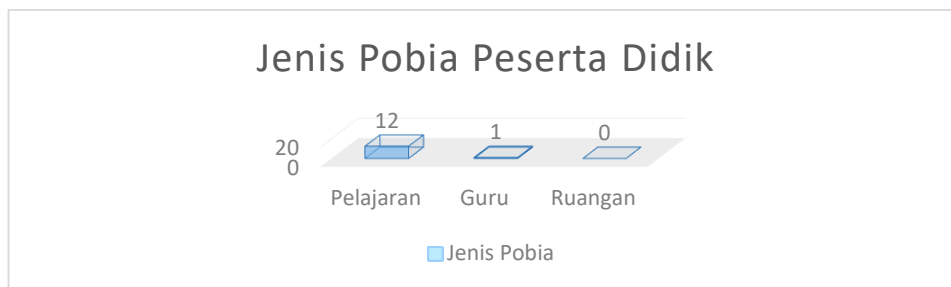 Jenis Pobia Peserta Didik
12 1 0
20
0
Pelajaran Guru Ruangan
Jenis Pobia